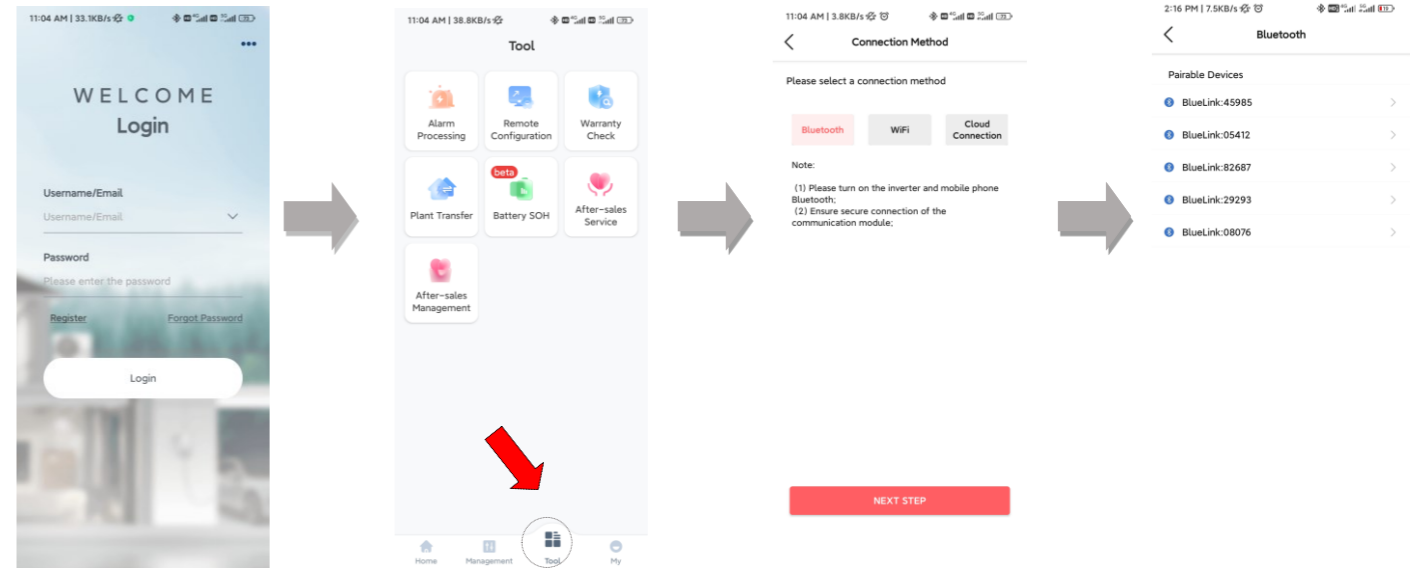 11:04 AM | 33.1KB/s
WELCOME
Login
Username/Email
Username/Email
Password
Please enter the password
Register Forgot Password
Login
11:04 AM | 38.8KB/s
Tool
Alarm
Processing
Remote
Configuration
Warranty
Check
Plant Transfer
beta
Battery SOH
After-sales
Service
After-sales
Management
Home Management Tool My
11:04 AM | 3.8KB/s
Connection Method
Please select a connection method
Bluetooth
WiFi
Cloud
Connection
Note:
(1) Please turn on the inverter and mobile phone
Bluetooth;
(2) Ensure secure connection of the
communication module;
NEXT STEP
2:16 PM | 7.5KB/s
Bluetooth
Pairable Devices
BlueLink:45985
BlueLink:05412
BlueLink:82687
BlueLink:29293
BlueLink:08076